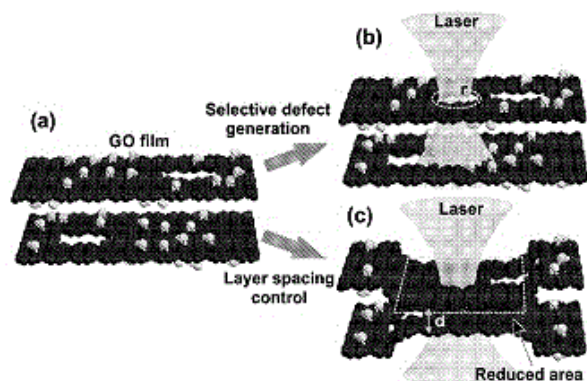 (a)
GO film
Selective defect
generation
Layer spacing
control
(b)
Laser
r
(c)
Laser
d
Reduced area